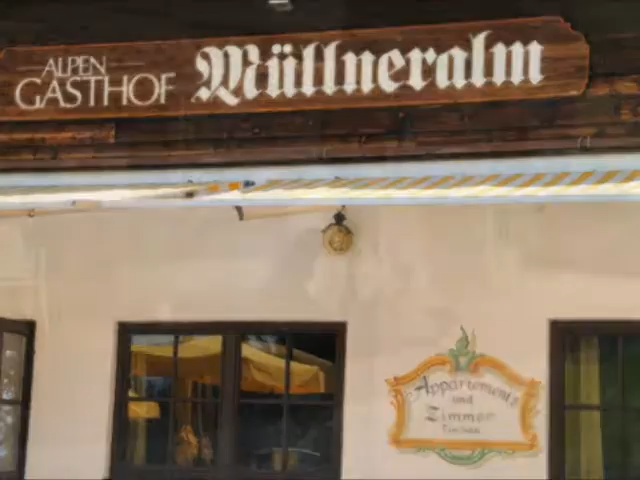 ALPEN
GASTHOF
Müllneralm
Appartements
und
Zimmer